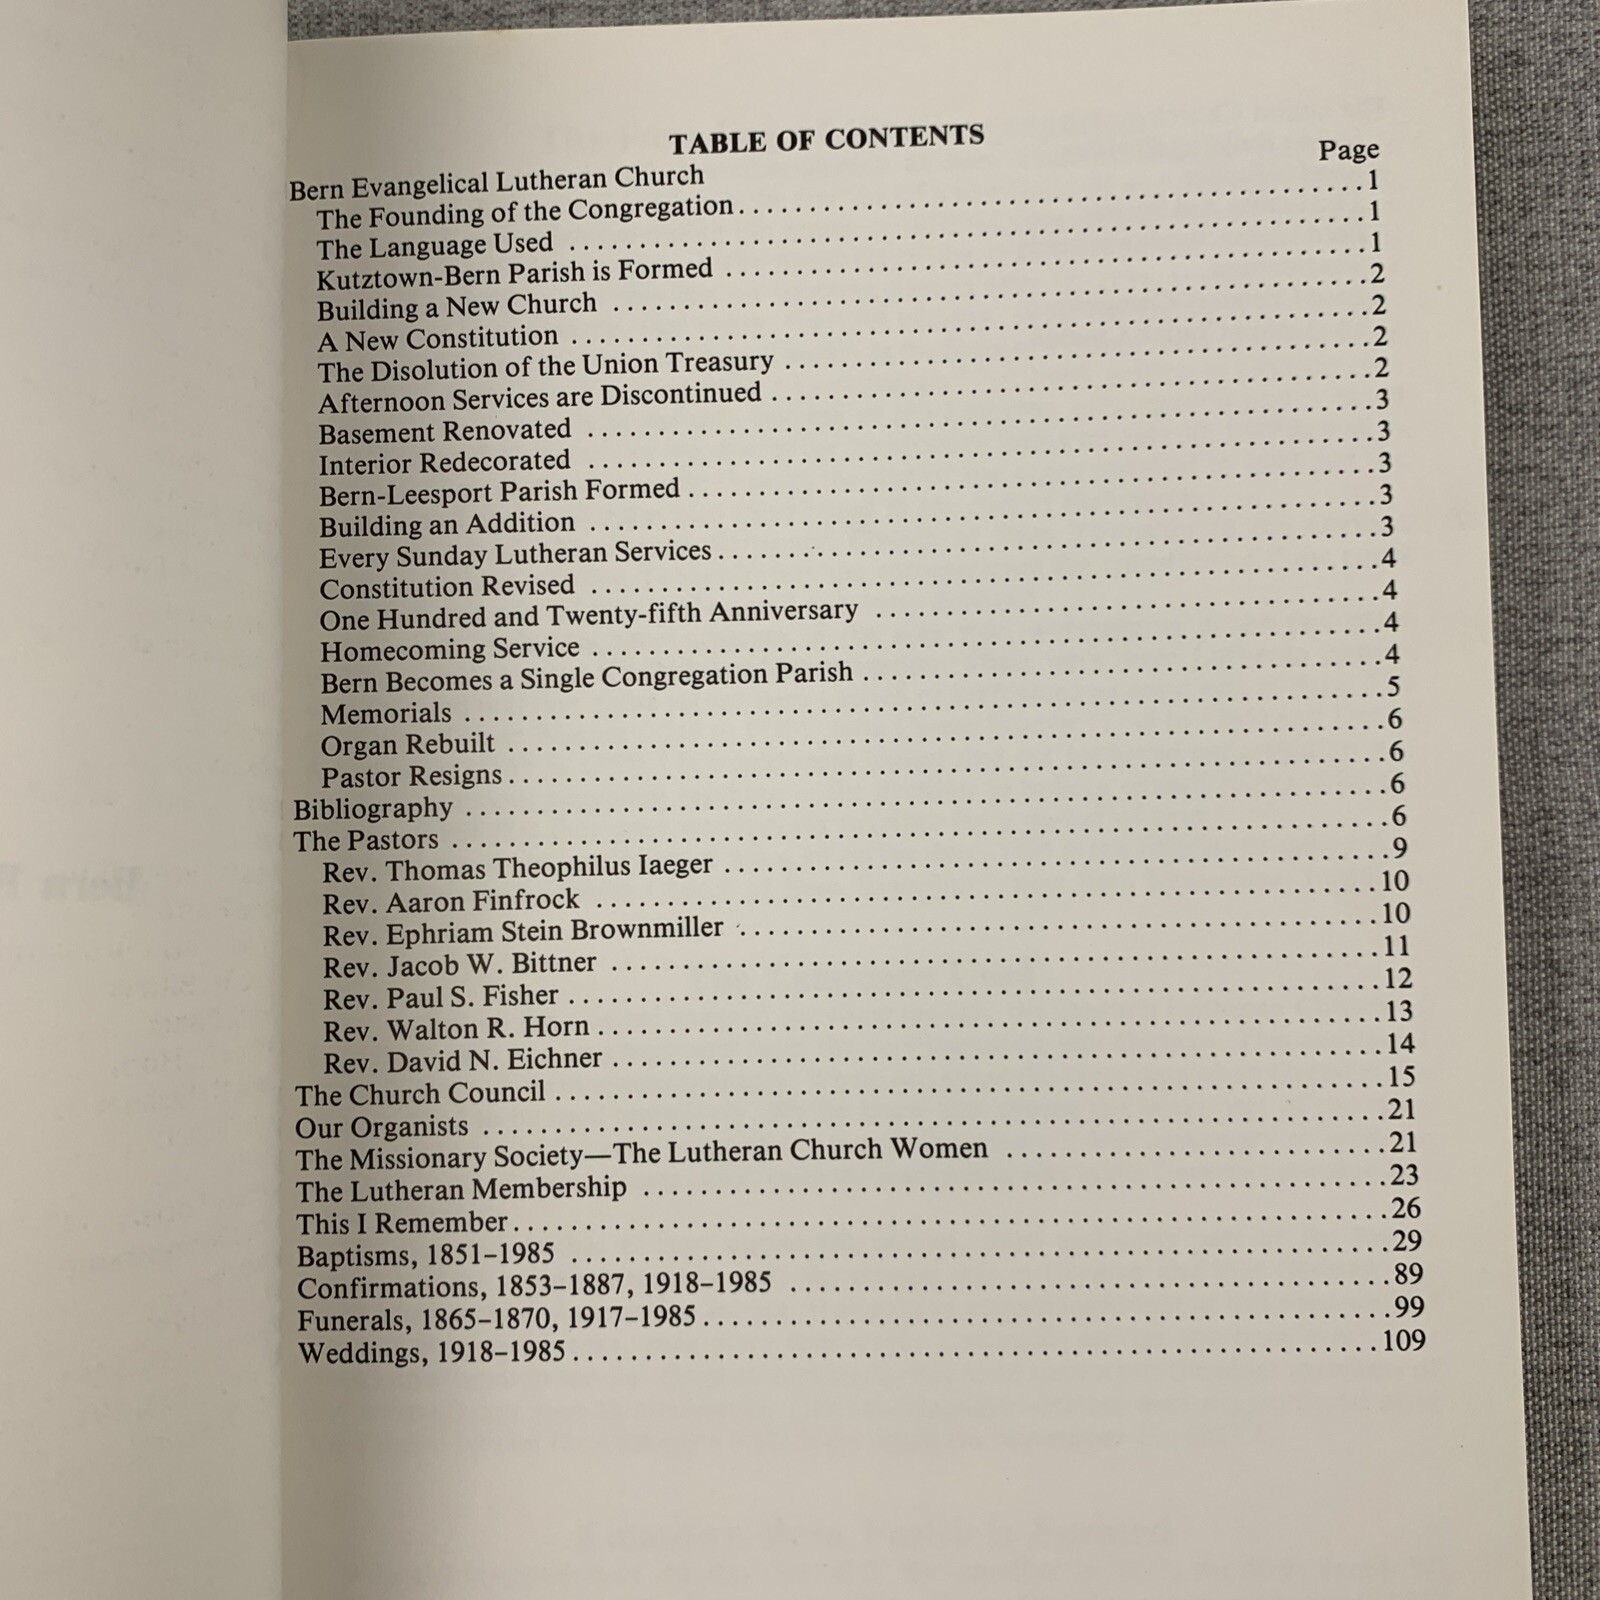 TABLE OF CONTENTS
Page
Bern Evangelical Lutheran Church
The Founding of the Congregation . . . . . 1
The Language Used . . . . . 1
Kutztown-Bern Parish is Formed . . . . . 1
Building a New Church . . . . . 2
A New Constitution . . . . . 2
The Disolution of the Union Treasury . . . . . 2
Afternoon Services are Discontinued . . . . . 2
Basement Renovated . . . . . 3
Interior Redecorated . . . . . 3
Bern-Leesport Parish Formed . . . . . 3
Building an Addition . . . . . 3
Every Sunday Lutheran Services . . . . . 3
Constitution Revised . . . . . 4
One Hundred and Twenty-fifth Anniversary . . . . . 4
Homecoming Service . . . . . 4
Bern Becomes a Single Congregation Parish . . . . . 4
Memorials . . . . . 5
Organ Rebuilt . . . . . 6
Pastor Resigns . . . . . 6
Bibliography . . . . . 6
The Pastors . . . . . 6
Rev. Thomas Theophilus Iaeger . . . . . 9
Rev. Aaron Finfrock . . . . . 10
Rev. Ephriam Stein Brownmiller . . . . . 10
Rev. Jacob W. Bittner . . . . . 11
Rev. Paul S. Fisher . . . . . 12
Rev. Walton R. Horn . . . . . 13
Rev. David N. Eichner . . . . . 14
The Church Council . . . . . 15
Our Organists . . . . . 21
The Missionary Society—The Lutheran Church Women . . . . . 21
The Lutheran Membership . . . . . 23
This I Remember . . . . . 26
Baptisms, 1851–1985 . . . . . 29
Confirmations, 1853–1887, 1918–1985 . . . . . 89
Funerals, 1865–1870, 1917–1985 . . . . . 99
Weddings, 1918–1985 . . . . . 109